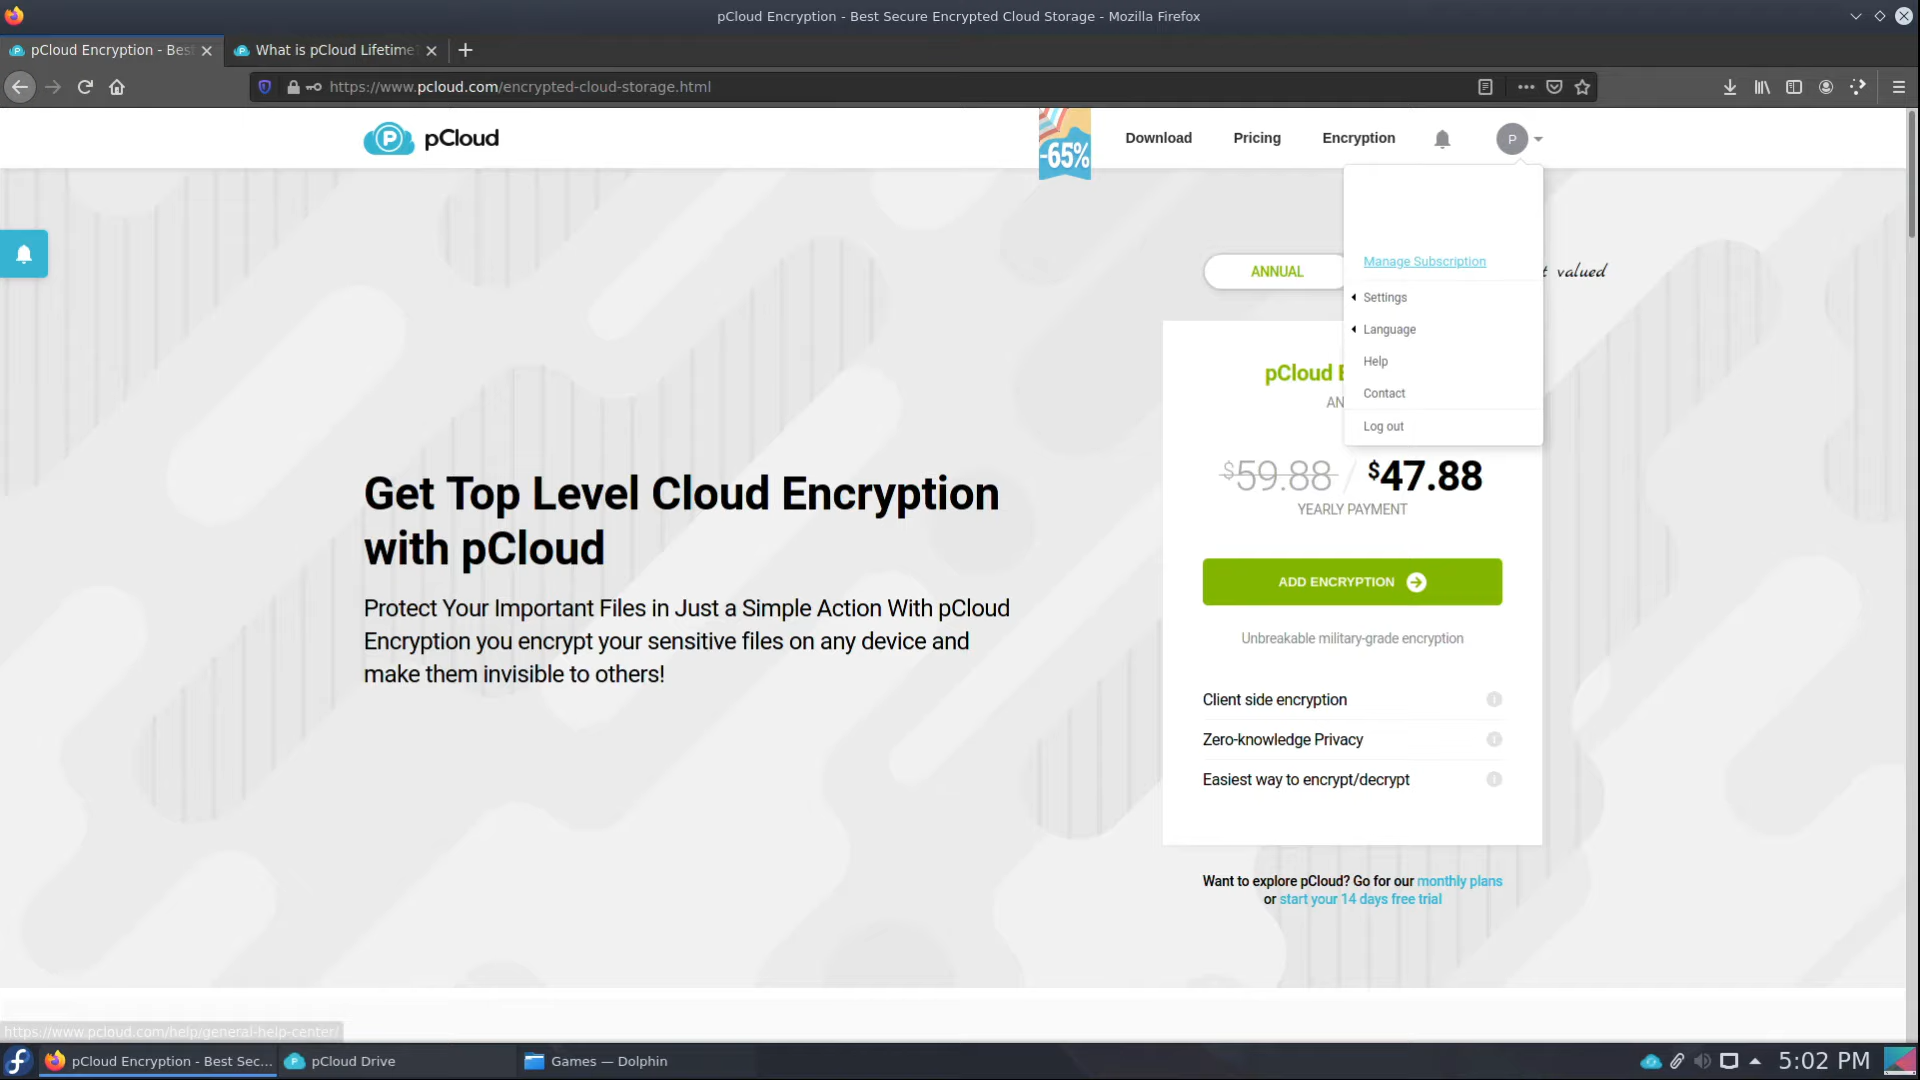 pCloud Encryption - Best Secure Encrypted Cloud Storage - Mozilla Firefox
pCloud Encryption - Bes
What is pCloud Lifetime
https://www.pcloud.com/encrypted-cloud-storage.html
P pCloud
-65%
Download
Pricing
Encryption
P
Manage Subscription
Settings
Language
Help
Contact
Log out
ANNUAL
valued
pCloud
AN
$59.88 / $47.88
YEARLY PAYMENT
ADD ENCRYPTION
Unbreakable military-grade encryption
Client side encryption
Zero-knowledge Privacy
Easiest way to encrypt/decrypt
Want to explore pCloud? Go for our monthly plans
or start your 14 days free trial
Get Top Level Cloud Encryption
with pCloud
Protect Your Important Files in Just a Simple Action With pCloud
Encryption you encrypt your sensitive files on any device and
make them invisible to others!
https://www.pcloud.com/help/general-help-center/
pCloud Encryption - Best Sec...
pCloud Drive
Games — Dolphin
5:02 PM